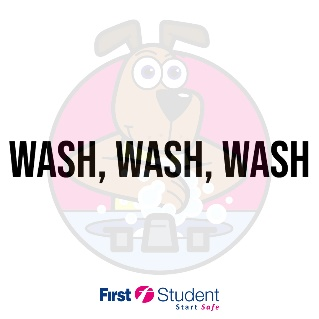 WASH, WASH, WASH
First Student
Start Safe